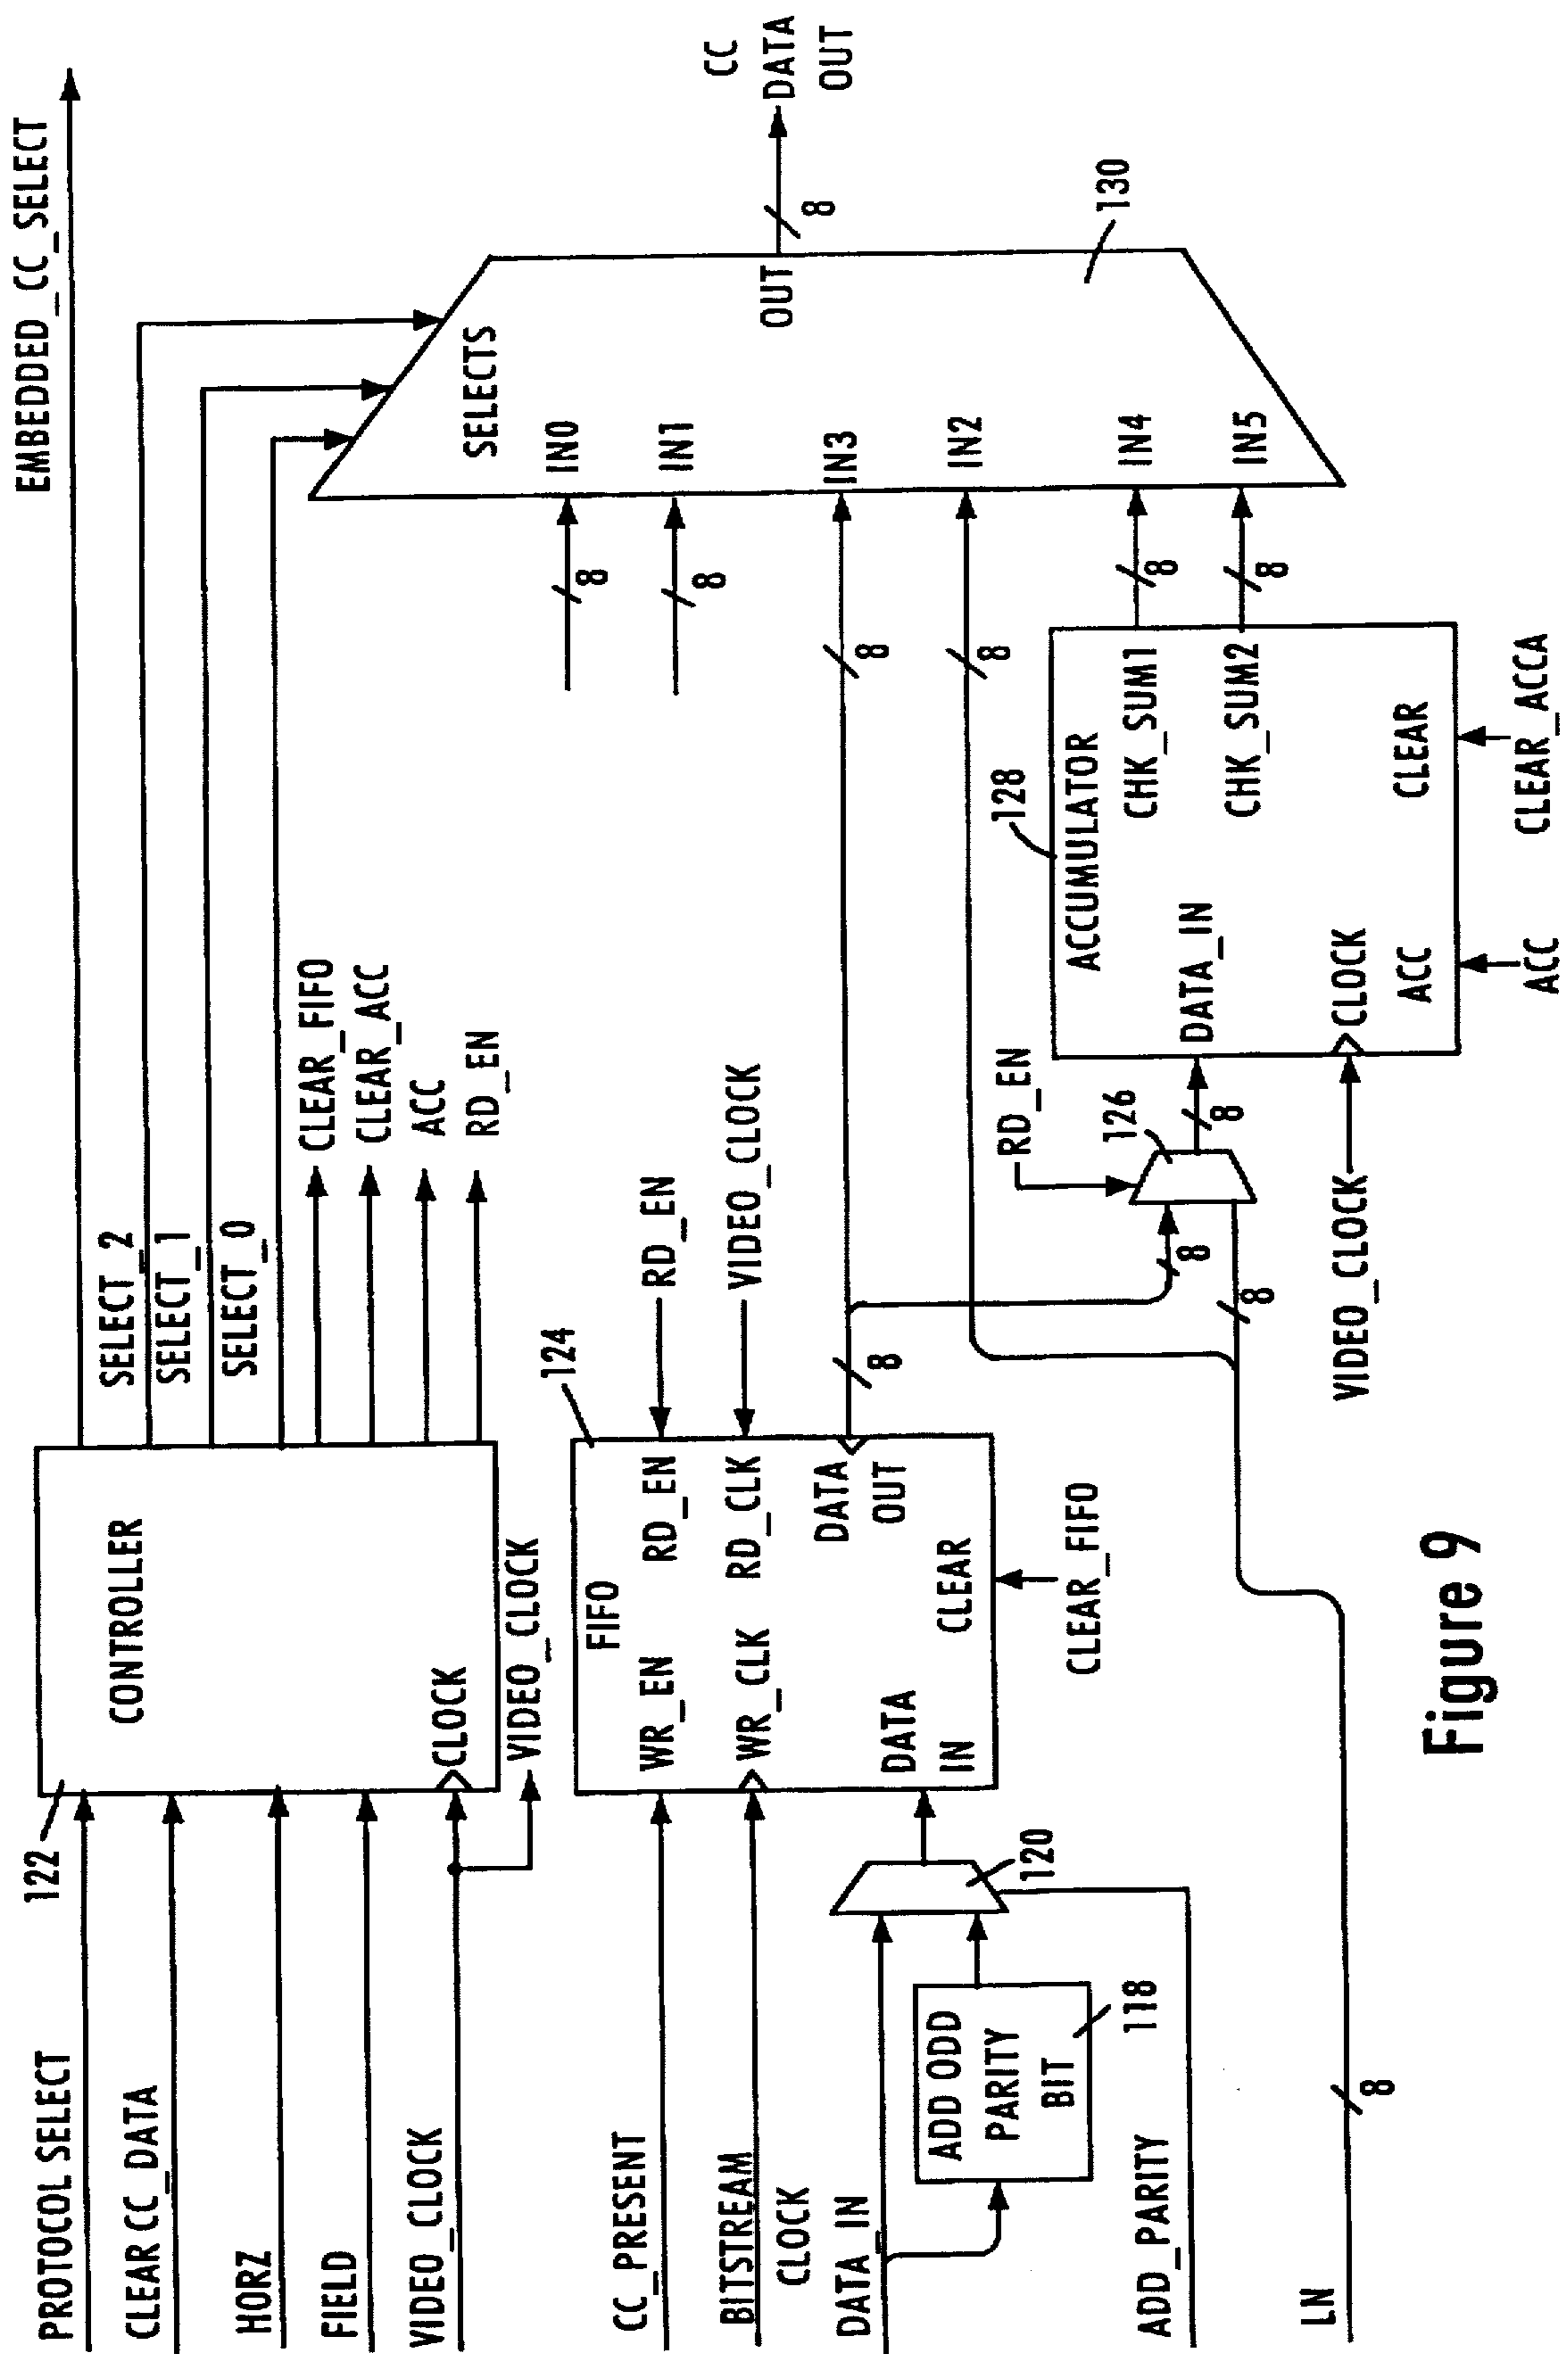 EMBEDDED_CC_SELECT
PROTOCOL SELECT
CLEAR CC_DATA
HORZ
FIELD
VIDEO_CLOCK
122
CONTROLLER
CLOCK
VIDEO_CLOCK
SELECT_2
SELECT_1
SELECT_0
CLEAR_FIFO
CLEAR_ACC
ACC
RD_EN
CC_PRESENT
BITSTREAM
CLOCK
DATA_IN
ADD ODD
PARITY
BIT
118
ADD_PARITY
120
LN
8
124
FIFO
WR_EN
RD_EN
WR_CLK
RD_CLK
DATA
IN
DATA
OUT
CLEAR
CLEAR_FIFO
RD_EN
VIDEO_CLOCK
8
8
8
RD_EN
126
8
VIDEO_CLOCK
128
ACCUMULATOR
DATA_IN
CHK_SUM1
CHK_SUM2
CLOCK
ACC
CLEAR
ACC
CLEAR_ACCA
8
8
8
8
8
8
SELECTS
IN0
IN1
IN3
IN2
IN4
IN5
OUT
130
8
CC
DATA
OUT
Figure 9